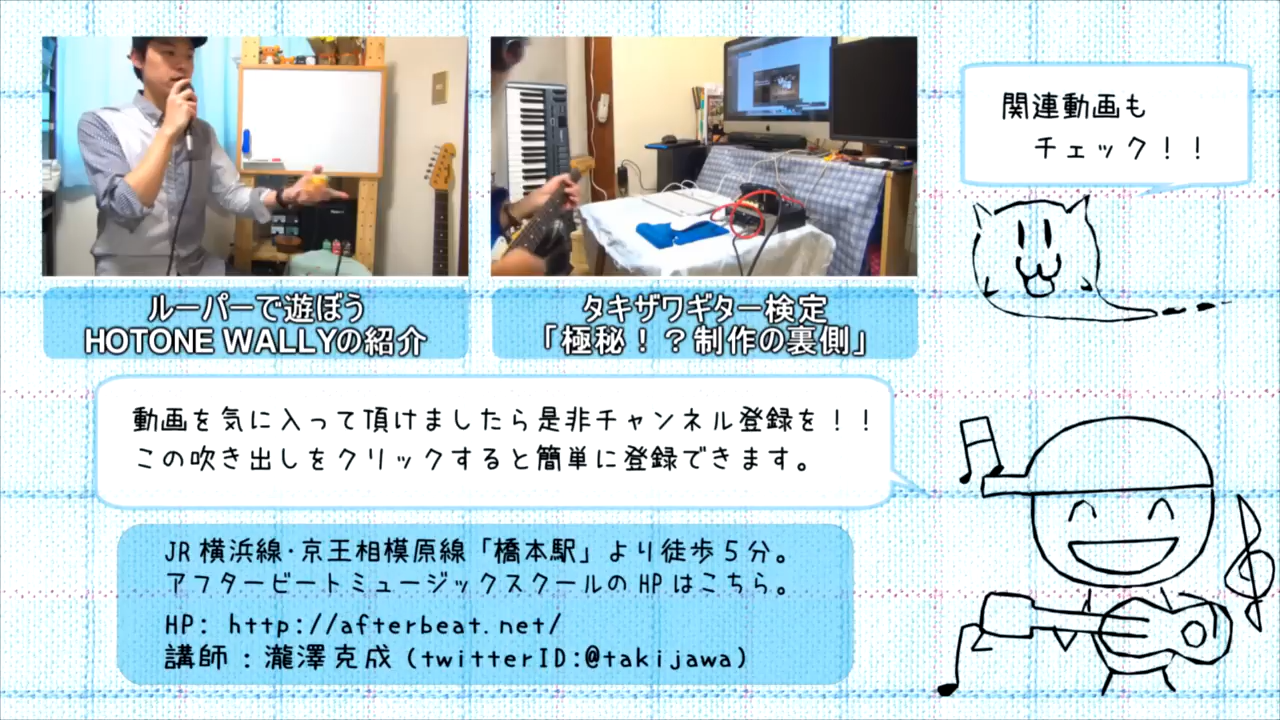 関連動画も
チェック！！
ルーパーで遊ぼう
HOTONE WALLYの紹介
タキザワギター検定
「極秘！？制作の裏側」
動画を気に入って頂けましたら是非チャンネル登録を！！
この吹き出しをクリックすると簡単に登録できます。
JR 横浜線･京王相模原線「橋本駅」より徒歩5分。
アフタービートミュージックスクールの HP はこちら。
HP: http://afterbeat.net/
講師：瀧澤克成 (twitterID:@takijawa)